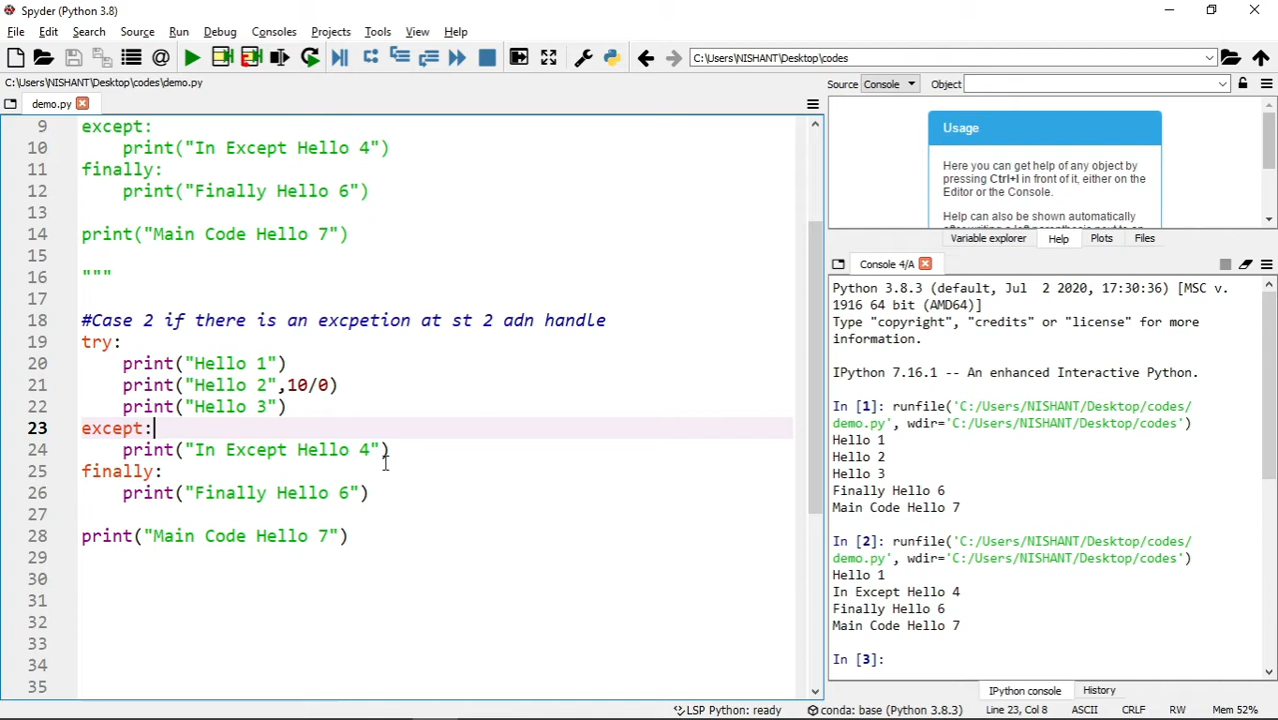 Spyder (Python 3.8)
File Edit Search Source Run Debug Consoles Projects Tools View Help
C:\Users\NISHANT\Desktop\codes
C:\Users\NISHANT\Desktop\codes\demo.py
demo.py
9 except:
10 print("In Except Hello 4")
11 finally:
12 print("Finally Hello 6")
13
14 print("Main Code Hello 7")
15
16 """
17
18 #Case 2 if there is an excpetion at st 2 adn handle
19 try:
20 print("Hello 1")
21 print("Hello 2",10/0)
22 print("Hello 3")
23 except:
24 print("In Except Hello 4")
25 finally:
26 print("Finally Hello 6")
27
28 print("Main Code Hello 7")
29
30
31
32
33
34
35
Source Console Object
Usage
Here you can get help of any object by
pressing Ctrl+I in front of it, either on the
Editor or the Console.
Help can also be shown automatically
Variable explorer Help Plots Files
Console 4/A
Python 3.8.3 (default, Jul 2 2020, 17:30:36) [MSC v.
1916 64 bit (AMD64)]
Type "copyright", "credits" or "license" for more
information.
IPython 7.16.1 -- An enhanced Interactive Python.
In [1]: runfile('C:/Users/NISHANT/Desktop/codes/
demo.py', wdir='C:/Users/NISHANT/Desktop/codes')
Hello 1
Hello 2
Hello 3
Finally Hello 6
Main Code Hello 7
In [2]: runfile('C:/Users/NISHANT/Desktop/codes/
demo.py', wdir='C:/Users/NISHANT/Desktop/codes')
Hello 1
In Except Hello 4
Finally Hello 6
Main Code Hello 7
In [3]:
IPython console History
LSP Python: ready conda: base (Python 3.8.3) Line 23, Col 8 ASCII CRLF RW Mem 52%